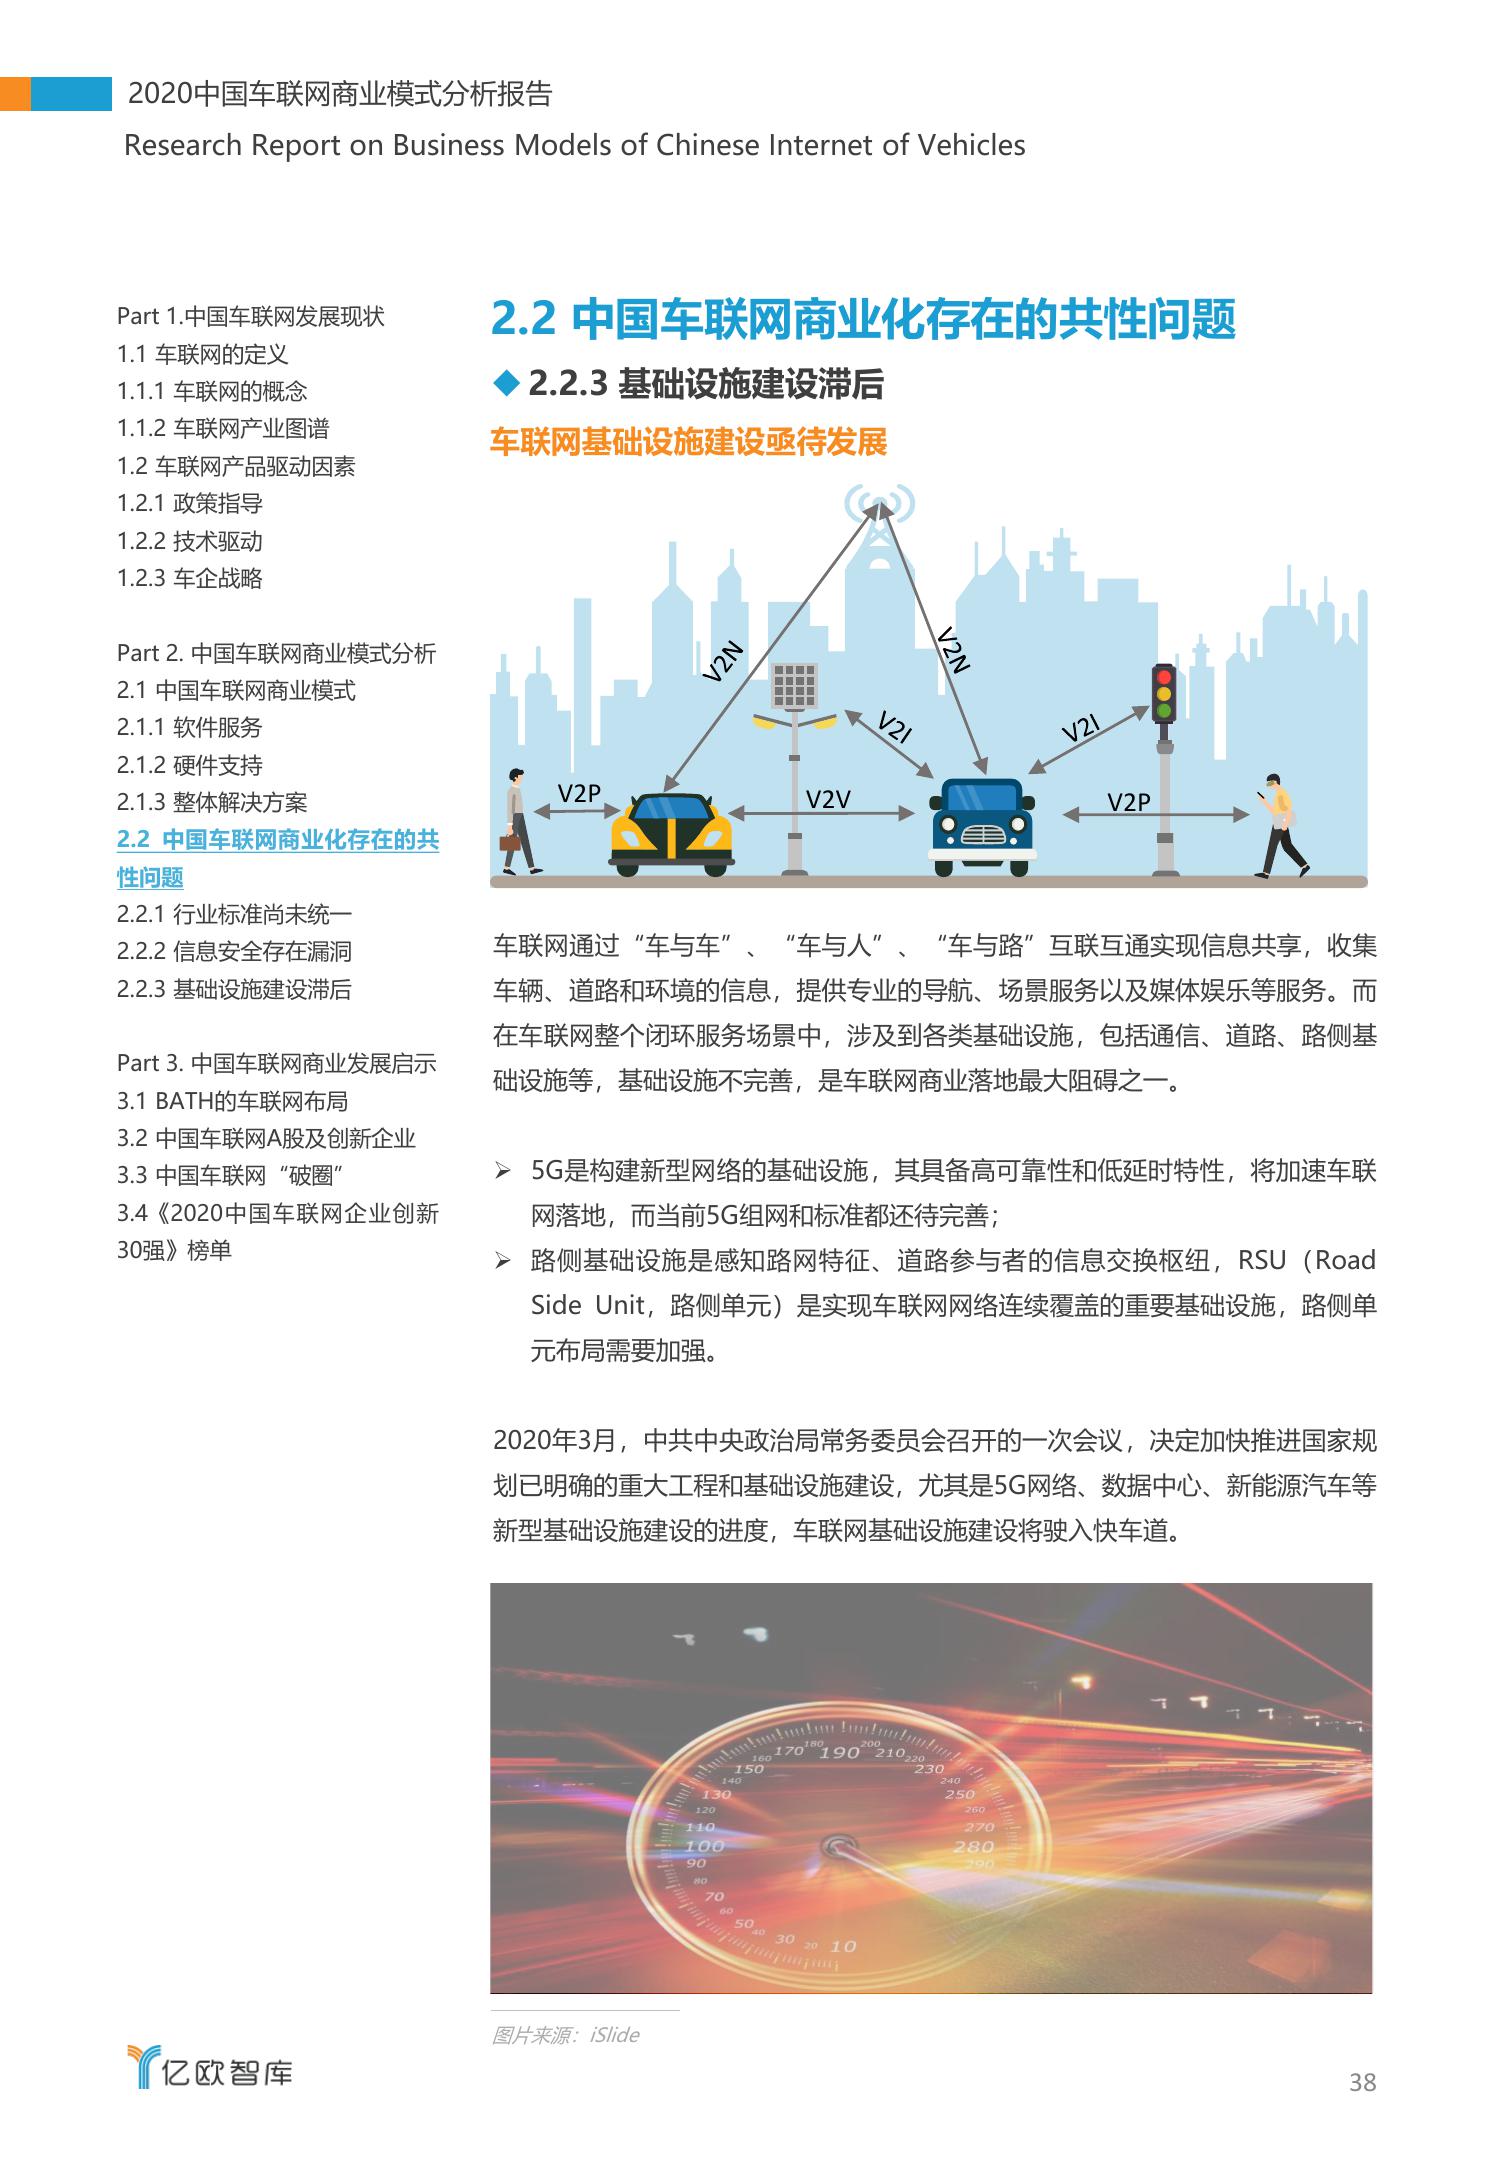 2020中国车联网商业模式分析报告
Research Report on Business Models of Chinese Internet of Vehicles
Part 1.中国车联网发展现状
1.1 车联网的定义
1.1.1 车联网的概念
1.1.2 车联网产业图谱
1.2 车联网产品驱动因素
1.2.1 政策指导
1.2.2 技术驱动
1.2.3 车企战略
Part 2. 中国车联网商业模式分析
2.1 中国车联网商业模式
2.1.1 软件服务
2.1.2 硬件支持
2.1.3 整体解决方案
2.2 中国车联网商业化存在的共
性问题
2.2.1 行业标准尚未统一
2.2.2 信息安全存在漏洞
2.2.3 基础设施建设滞后
Part 3. 中国车联网商业发展启示
3.1 BATH的车联网布局
3.2 中国车联网A股及创新企业
3.3 中国车联网“破圈”
3.4《2020中国车联网企业创新
30强》榜单
2.2 中国车联网商业化存在的共性问题
◆ 2.2.3 基础设施建设滞后
车联网基础设施建设亟待发展
V2N
V2N
V2I
V2I
V2P
V2V
V2P
车联网通过“车与车”、“车与人”、“车与路”互联互通实现信息共享，收集
车辆、道路和环境的信息，提供专业的导航、场景服务以及媒体娱乐等服务。而
在车联网整个闭环服务场景中，涉及到各类基础设施，包括通信、道路、路侧基
础设施等，基础设施不完善，是车联网商业落地最大阻碍之一。
➢ 5G是构建新型网络的基础设施，其具备高可靠性和低延时特性，将加速车联
网落地，而当前5G组网和标准都还待完善；
➢ 路侧基础设施是感知路网特征、道路参与者的信息交换枢纽，RSU（Road
Side Unit，路侧单元）是实现车联网网络连续覆盖的重要基础设施，路侧单
元布局需要加强。
2020年3月，中共中央政治局常务委员会召开的一次会议，决定加快推进国家规
划已明确的重大工程和基础设施建设，尤其是5G网络、数据中心、新能源汽车等
新型基础设施建设的进度，车联网基础设施建设将驶入快车道。
10
20
30
40
50
60
70
80
90
100
110
120
130
140
150
160
170
180
190
200
210
220
230
240
250
260
270
280
290
图片来源：iSlide
亿欧智库
38